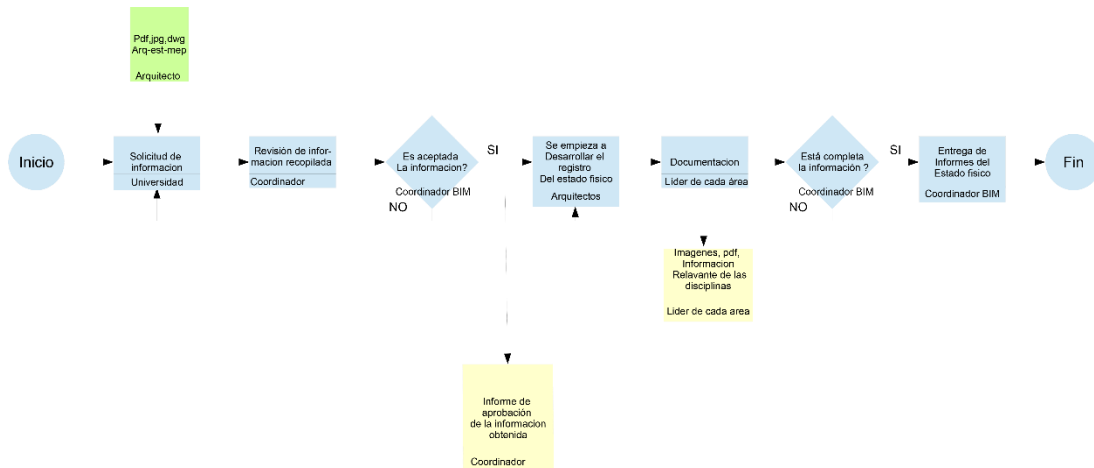 Pdf,jpg,dwg
Arq-est-mep
Arquitecto
Inicio
Solicitud de
informacion
Universidad
Revisión de infor-
macion recopilada
Coordinador
Es aceptada
La informacion?
Coordinador BIM
SI
NO
Se empieza a
Desarrollar el
registro
Del estado fisico
Arquitectos
Documentacion
Líder de cada área
Está completa
la información ?
Coordinador BIM
SI
NO
Entrega de
Informes del
Estado fisico
Coordinador BIM
Fin
Imagenes, pdf,
Informacion
Relavante de las
disciplinas
Lider de cada area
Informe de
aprobación
de la informacion
obtenida
Coordinador